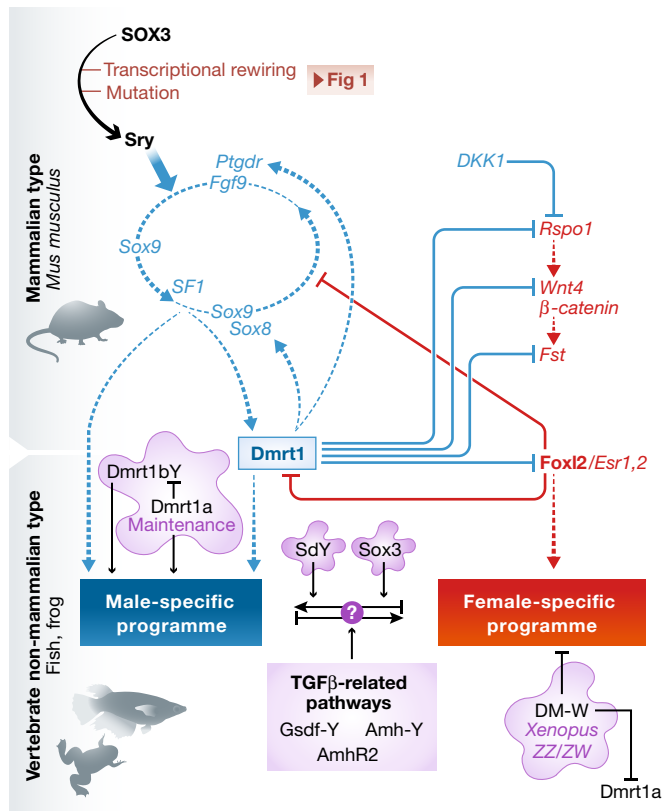 SOX3
Transcriptional rewiring
Mutation
▶ Fig 1
Sry
Mammalian type
Mus musculus
Ptgdr
Fgf9
Sox9
SF1
Sox9
Sox8
DKK1
Rspo1
Wnt4
β-catenin
Fst
Dmrt1
Foxl2/Esr1,2
Vertebrate non-mammalian type
Fish, frog
Dmrt1bY
Dmrt1a
Maintenance
SdY
Sox3
?
Male-specific
programme
Female-specific
programme
TGFβ-related
pathways
Gsdf-Y Amh-Y
AmhR2
DM-W
Xenopus
ZZ/ZW
Dmrt1a